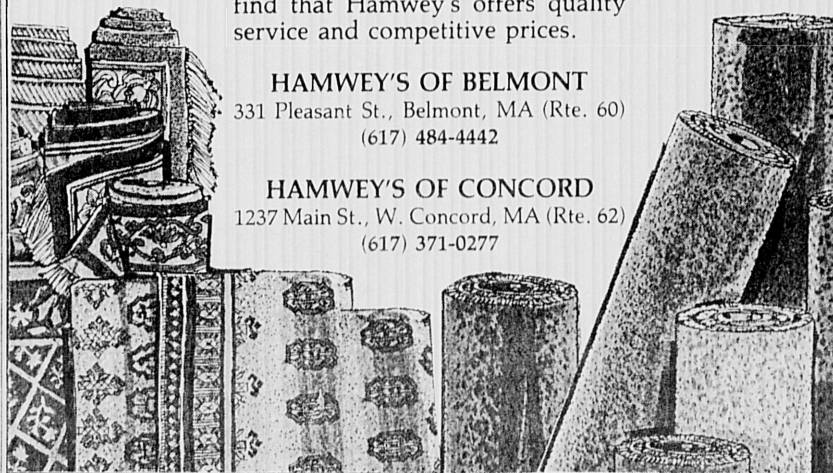 find that Hamwey's offers quality
service and competitive prices.
HAMWEY'S OF BELMONT
331 Pleasant St., Belmont, MA (Rte. 60)
(617) 484-4442
HAMWEY'S OF CONCORD
1237 Main St., W. Concord, MA (Rte. 62)
(617) 371-0277